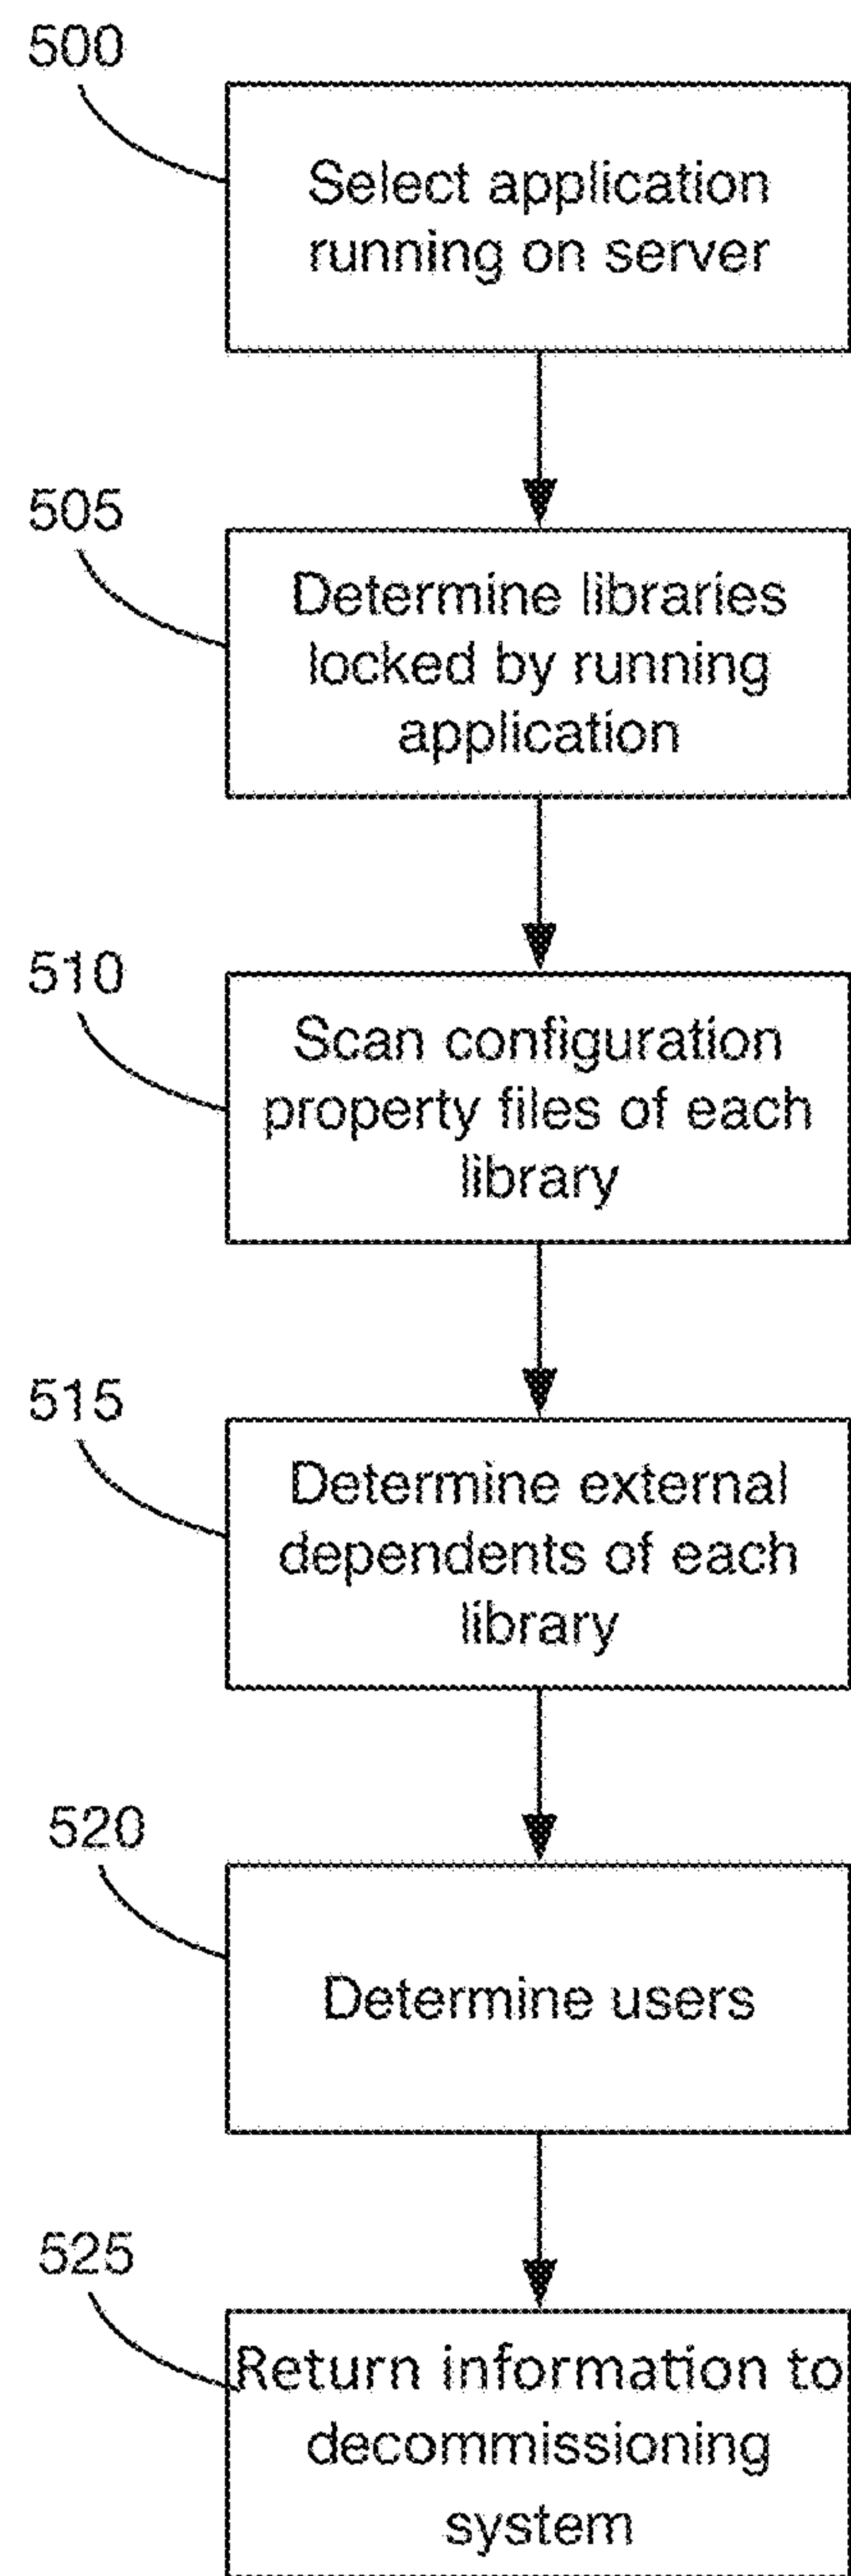 500
Select application
running on server
505
Determine libraries
locked by running
application
510
Scan configuration
property files of each
library
515
Determine external
dependents of each
library
520
Determine users
525
Return information to
decommissioning
system